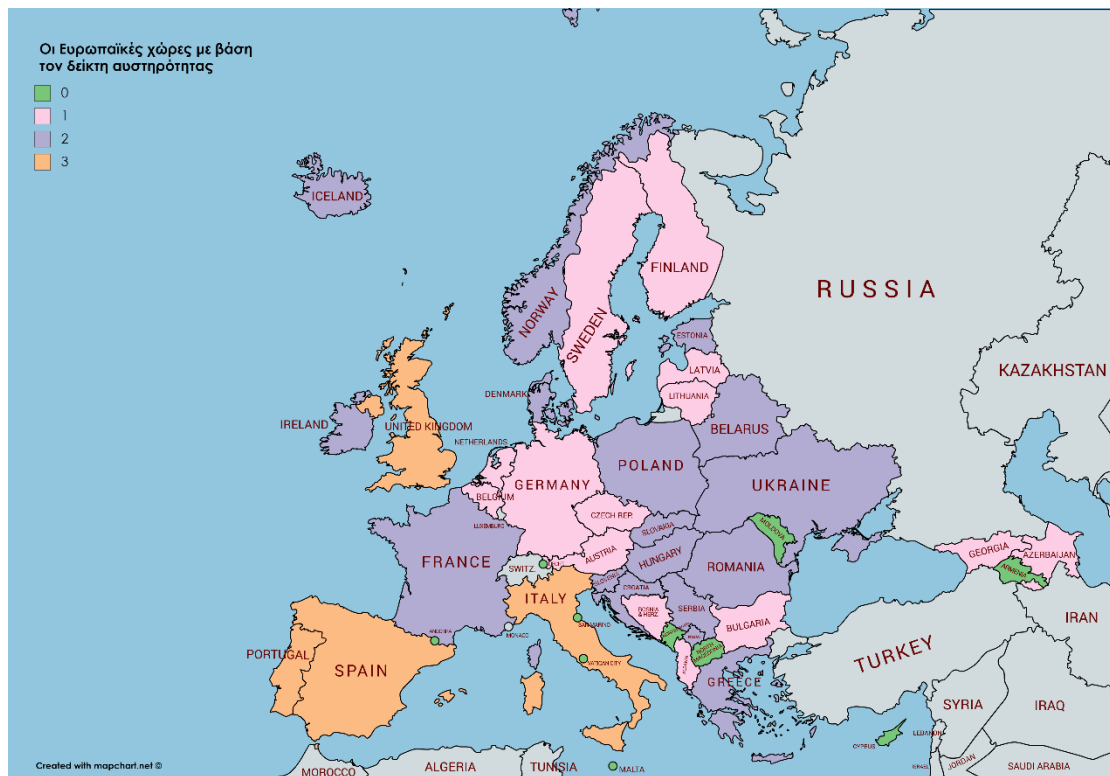 Οι Ευρωπαϊκές χώρες με βάση
τον δείκτη αυστηρότητας
0
1
2
3
ICELAND
NORWAY
SWEDEN
FINLAND
RUSSIA
ESTONIA
LATVIA
LITHUANIA
KAZAKHSTAN
DENMARK
IRELAND
UNITED KINGDOM
NETHERLANDS
BELARUS
POLAND
GERMANY
BELGIUM
UKRAINE
CZECH REP.
LUXEMBURG
SLOVAKIA
MOLDOVA
FRANCE
SWITZ.
AUSTRIA
HUNGARY
ROMANIA
GEORGIA
AZERBAIJAN
ARMENIA
SLOVENIA
CROATIA
ITALY
BOSNIA
& HERZ.
SERBIA
SAN MARINO
MONACO
ANDORRA
BULGARIA
IRAN
PORTUGAL
SPAIN
VATICAN CITY
NORTH
MACEDONIA
ALBANIA
GREECE
TURKEY
SYRIA
IRAQ
CYPRUS
LEBANON
MALTA
ISRAEL
JORDAN
SAUDI ARABIA
MOROCCO
ALGERIA
TUNISIA
Created with mapchart.net ©